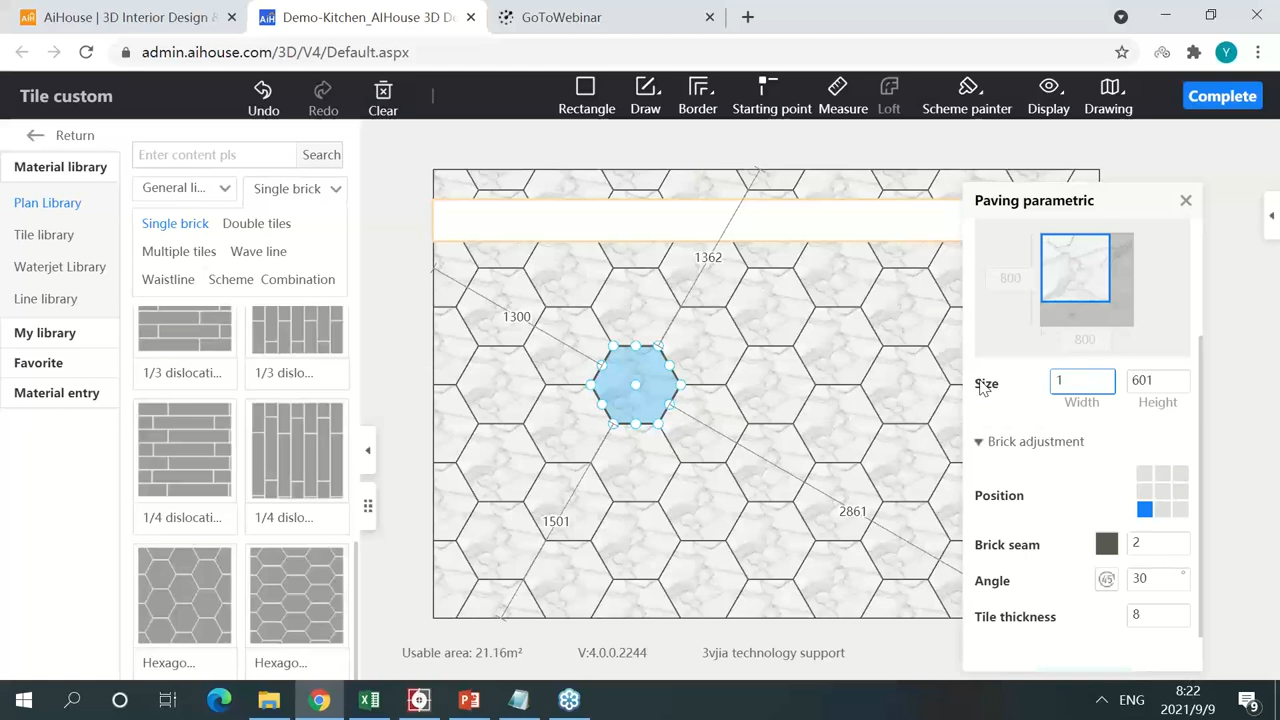 AiHouse | 3D Interior Design &
Demo-Kitchen_AIHouse 3D De
GoToWebinar
admin.aihouse.com/3D/V4/Default.aspx
Y
Tile custom
Undo
Redo
Clear
Rectangle
Draw
Border
Starting point
Measure
Loft
Scheme painter
Display
Drawing
Complete
Return
Material library
Plan Library
Tile library
Waterjet Library
Line library
My library
Favorite
Material entry
Enter content pls
Search
General li...
Single brick
Single brick
Double tiles
Multiple tiles
Wave line
Waistline
Scheme
Combination
1/3 dislocati...
1/3 dislo...
1/4 dislocati...
1/4 dislo...
Hexago...
Hexago...
1362
1300
1501
2861
Paving parametric
800
800
Size
1
601
Width
Height
Brick adjustment
Position
Brick seam
2
Angle
45°
30
°
Tile thickness
8
Usable area: 21.16m²
V:4.0.0.2244
3vjia technology support
ENG
8:22
2021/9/9
9